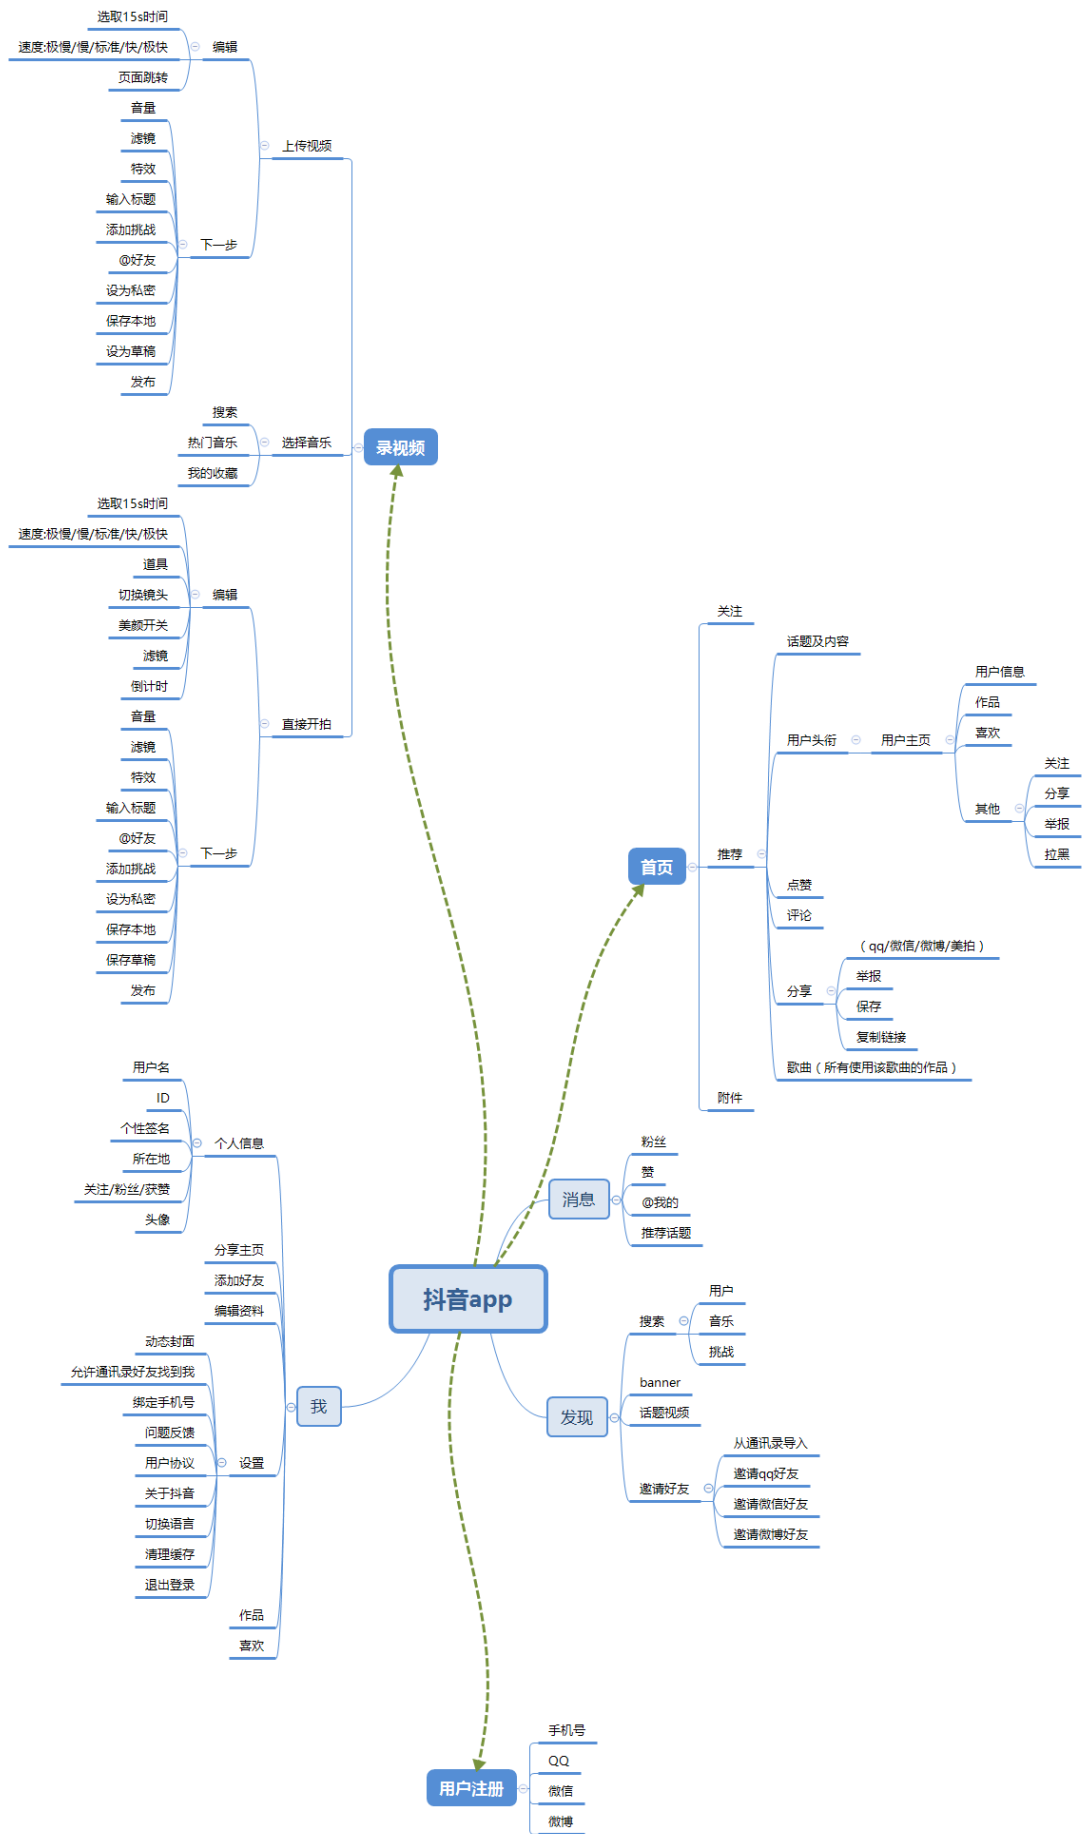 选取15s时间
速度:极慢/慢/标准/快/极快
页面跳转
编辑
音量
滤镜
特效
输入标题
添加挑战
@好友
设为私密
保存本地
设为草稿
发布
下一步
上传视频
搜索
热门音乐
我的收藏
选择音乐
选取15s时间
速度:极慢/慢/标准/快/极快
道具
切换镜头
美颜开关
滤镜
倒计时
编辑
音量
滤镜
特效
输入标题
@好友
添加挑战
设为私密
保存本地
保存草稿
发布
下一步
直接开拍
录视频
首页
关注
推荐
话题及内容
用户头衔
用户主页
用户信息
作品
喜欢
其他
关注
分享
举报
拉黑
点赞
评论
分享
（qq/微信/微博/美拍）
举报
保存
复制链接
歌曲（所有使用该歌曲的作品）
附件
消息
粉丝
赞
@我的
推荐话题
抖音app
发现
搜索
用户
音乐
挑战
banner
话题视频
邀请好友
从通讯录导入
邀请qq好友
邀请微信好友
邀请微博好友
我
用户名
ID
个性签名
所在地
关注/粉丝/获赞
头像
个人信息
分享主页
添加好友
编辑资料
动态封面
允许通讯录好友找到我
绑定手机号
问题反馈
用户协议
关于抖音
切换语言
清理缓存
退出登录
设置
作品
喜欢
用户注册
手机号
QQ
微信
微博